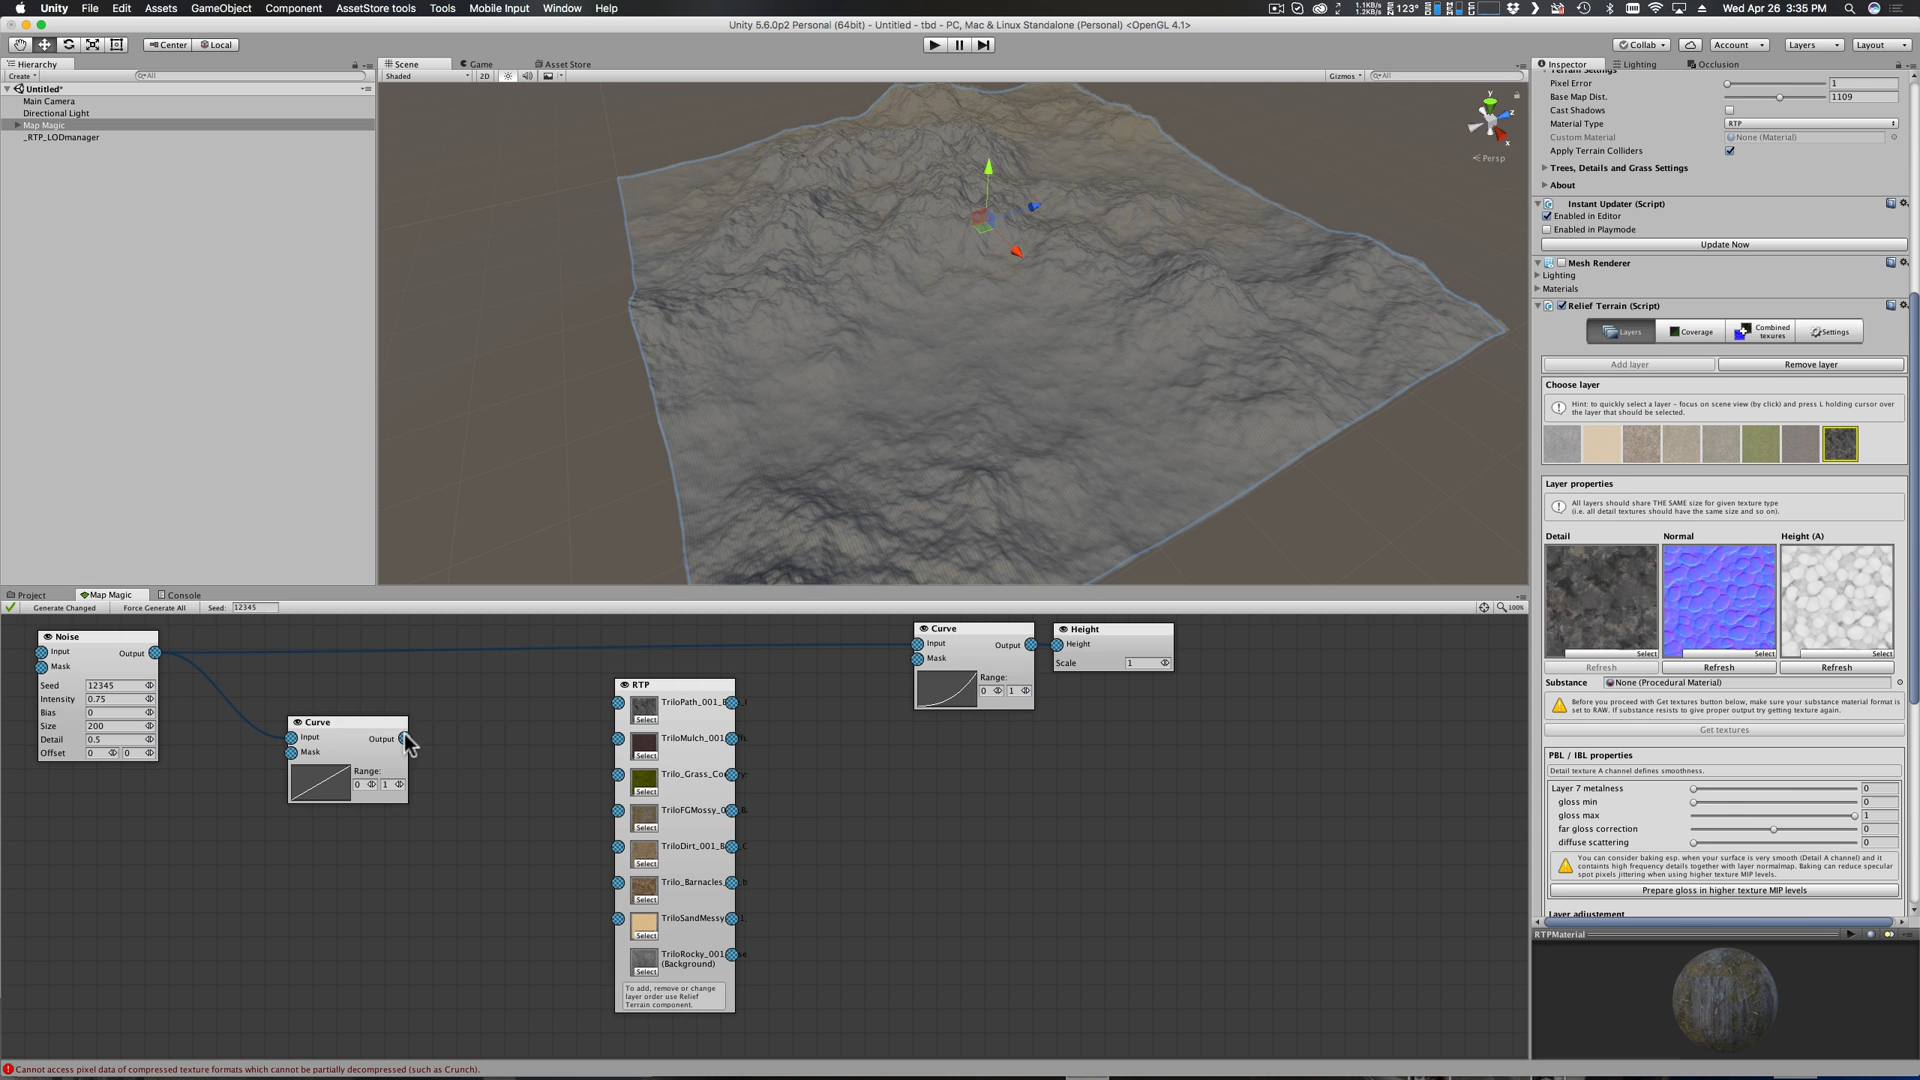 Unity File Edit Assets GameObject Component AssetStore tools Tools Mobile Input Window Help
1.1KB/s
1.2KB/s
123°
Wed Apr 26 3:35 PM
Unity 5.6.0p2 Personal (64bit) - Untitled - tbd - PC, Mac & Linux Standalone (Personal) <OpenGL 4.1>
Center Local
Collab Account Layers Layout
Hierarchy
Create All
Untitled*
Main Camera
Directional Light
Map Magic
_RTP_LODmanager
Scene Game Asset Store
Shaded 2D Gizmos All
y
z
x
Persp
Inspector Lighting Occlusion
Terrain Settings
Pixel Error 1
Base Map Dist. 1109
Cast Shadows
Material Type RTP
Custom Material None (Material)
Apply Terrain Colliders
Trees, Details and Grass Settings
About
Instant Updater (Script)
Enabled in Editor
Enabled in Playmode
Update Now
Mesh Renderer
Lighting
Materials
Relief Terrain (Script)
Layers Coverage Combined textures Settings
Add layer Remove layer
Choose layer
Hint: to quickly select a layer - focus on scene view (by click) and press L holding cursor over
the layer that should be selected.
Layer properties
All layers should share THE SAME size for given texture type
(i.e. all detail textures should have the same size and so on).
Detail Normal Height (A)
Select Select Select
Refresh Refresh Refresh
Substance None (Procedural Material)
Before you proceed with Get textures button below, make sure your substance material format is
set to RAW. If substance resists to give proper output try getting texture again.
Get textures
PBL / IBL properties
Detail texture A channel defines smoothness.
Layer 7 metalness 0
gloss min 0
gloss max 1
far gloss correction 0
diffuse scattering 0
You can consider baking esp. when your surface is very smooth (Detail A channel) and it
containts high frequency details together with layer normalmap. Baking can reduce specular
spot pixels jittering when using higher texture MIP levels.
Prepare gloss in higher texture MIP levels
Layer adjustement
RTPMaterial
Project Map Magic Console
Generate Changed Force Generate All Seed: 12345 100%
Noise
Input Output
Mask
Seed 12345
Intensity 0.75
Bias 0
Size 200
Detail 0.5
Offset 0 0
Curve
Input Output
Mask
Range:
0 1
RTP
TriloPath_001_B
Select
TriloMulch_001
Select
Trilo_Grass_Co
Select
TriloFGMossy_0
Select
TriloDirt_001_B
Select
Trilo_Barnacles_
Select
TriloSandMessy
Select
TriloRocky_001
(Background)
Select
To add, remove or change
layer order use Relief
Terrain component.
Curve
Input Output
Mask
Range:
0 1
Height
Height
Scale 1
Cannot access pixel data of compressed texture formats which cannot be partially decompressed (such as Crunch).